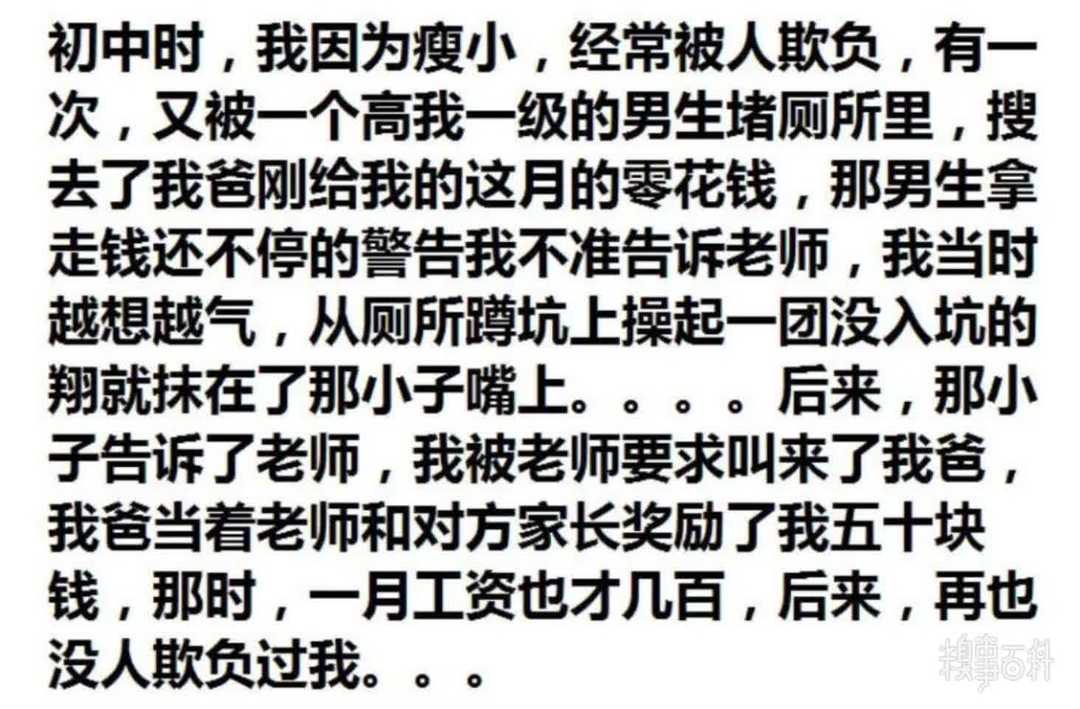 初中时，我因为瘦小，经常被人欺负，有一
次，又被一个高我一级的男生堵厕所里，搜
去了我爸刚给我的这月的零花钱，那男生拿
走钱还不停的警告我不准告诉老师，我当时
越想越气，从厕所蹲坑上操起一团没入坑的
翔就抹在了那小子嘴上。。。。后来，那小
子告诉了老师，我被老师要求叫来了我爸，
我爸当着老师和对方家长奖励了我五十块
钱，那时，一月工资也才几百，后来，再也
没人欺负过我。。。
糗事百科